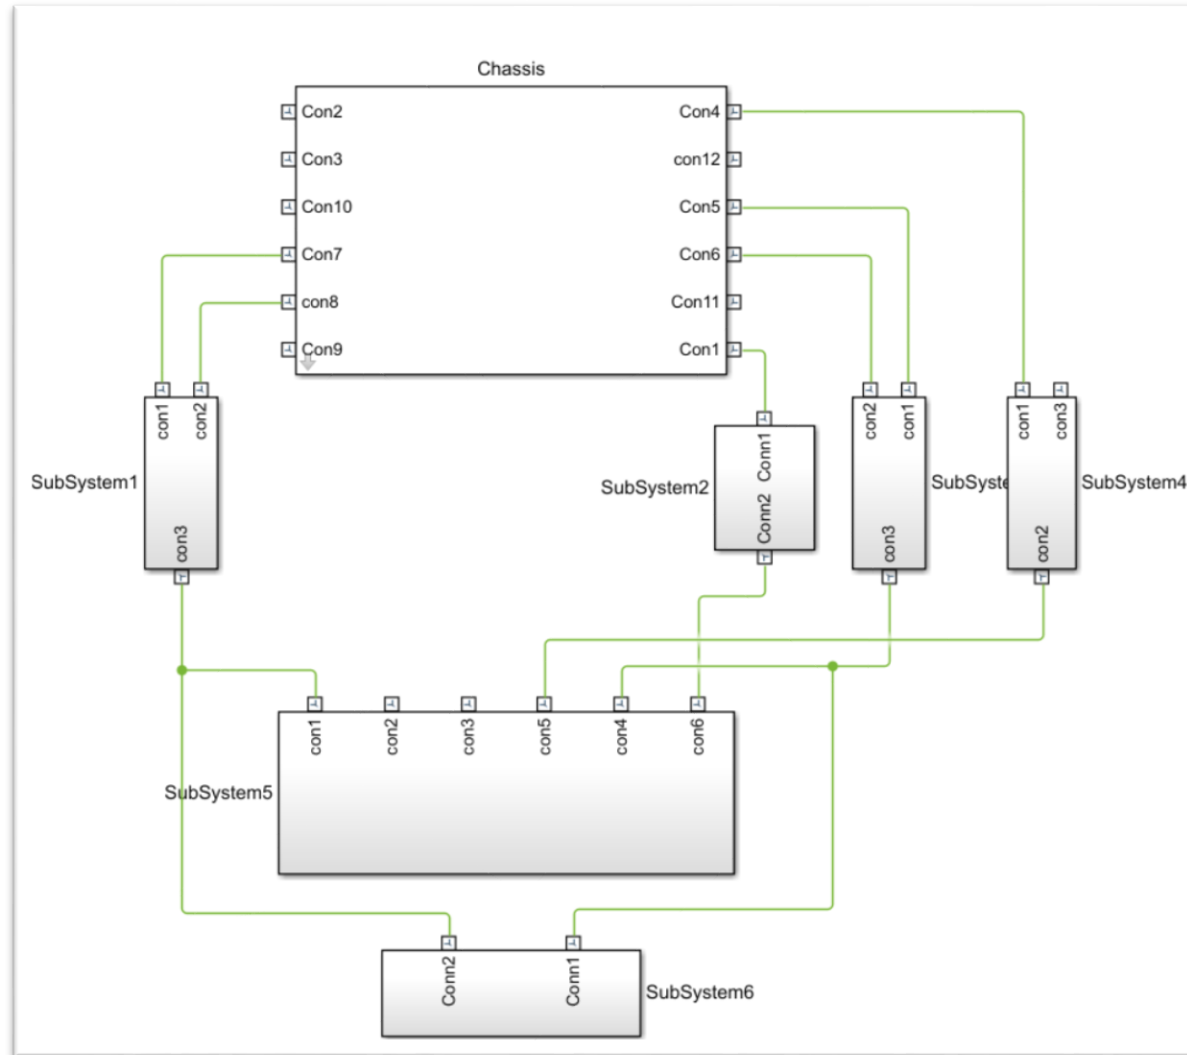 Chassis
Con2
Con4
Con3
con12
Con10
Con5
Con7
Con6
con8
Con11
Con9
Con1
con1
con2
con3
SubSystem1
Conn1
Conn2
SubSystem2
con2
con1
con3
SubSyste
con1
con3
con2
SubSystem4
con1
con2
con3
con5
con4
con6
SubSystem5
Conn2
Conn1
SubSystem6